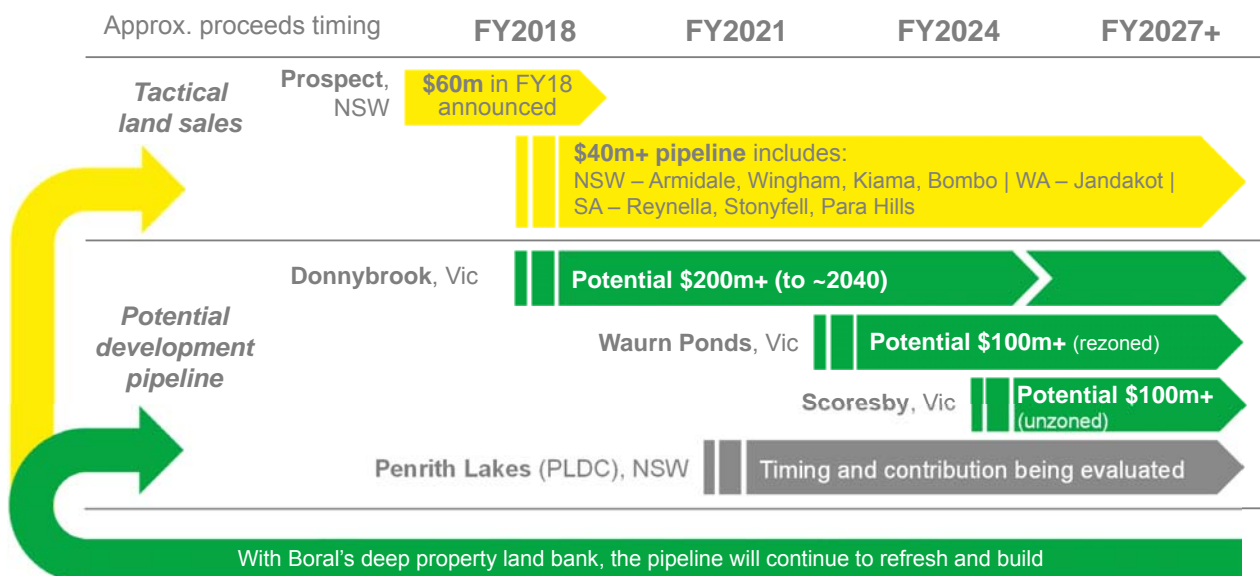 Approx. proceeds timing FY2018 FY2021 FY2024 FY2027+
Tactical
land sales
Prospect,
NSW
$60m in FY18
announced
$40m+ pipeline includes:
NSW – Armidale, Wingham, Kiama, Bombo | WA – Jandakot |
SA – Reynella, Stonyfell, Para Hills
Potential
development
pipeline
Donnybrook, Vic
Potential $200m+ (to ~2040)
Waurn Ponds, Vic
Potential $100m+ (rezoned)
Scoresby, Vic
Potential $100m+
(unzoned)
Penrith Lakes (PLDC), NSW
Timing and contribution being evaluated
With Boral's deep property land bank, the pipeline will continue to refresh and build